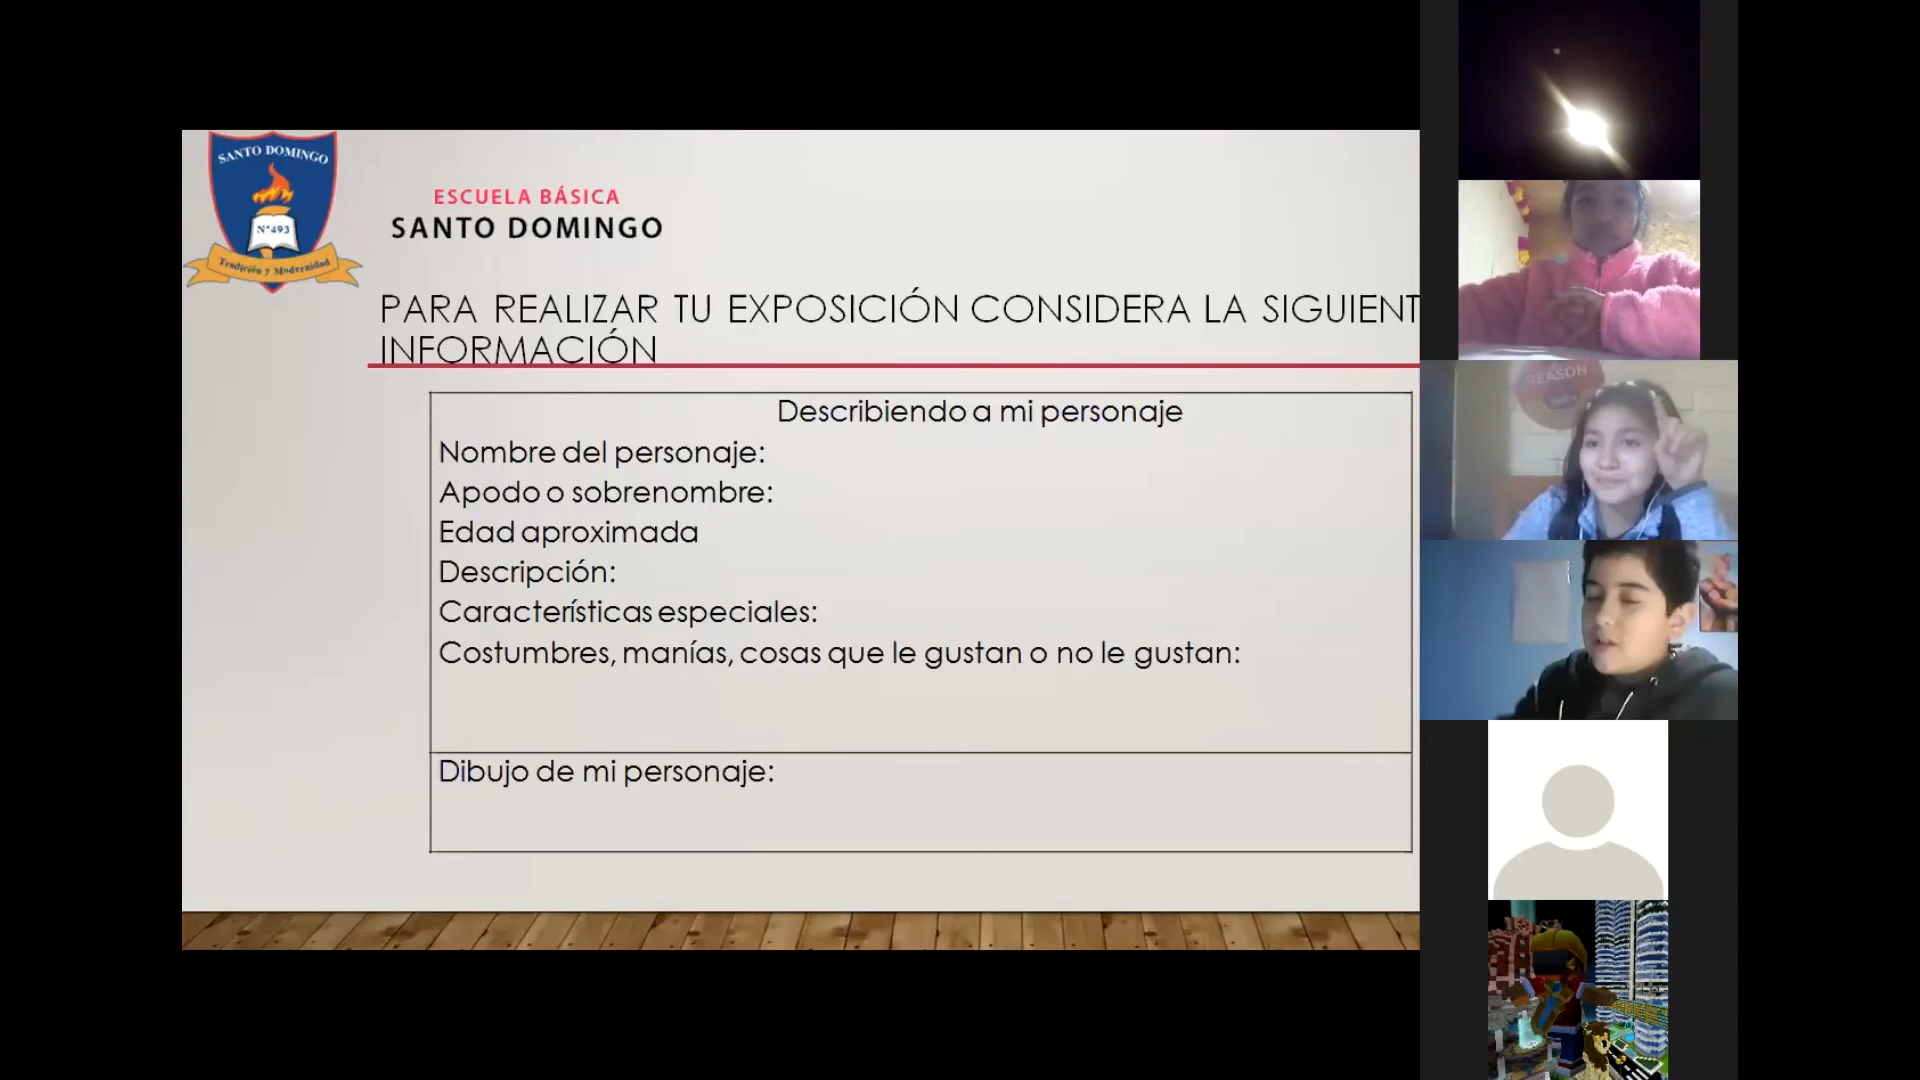 SANTO DOMINGO
N°493
Tradición y Modernidad
ESCUELA BÁSICA
SANTO DOMINGO
PARA REALIZAR TU EXPOSICIÓN CONSIDERA LA SIGUIENT
INFORMACIÓN
Describiendo a mi personaje
Nombre del personaje:
Apodo o sobrenombre:
Edad aproximada
Descripción:
Características especiales:
Costumbres, manías, cosas que le gustan o no le gustan:
Dibujo de mi personaje:
REASON